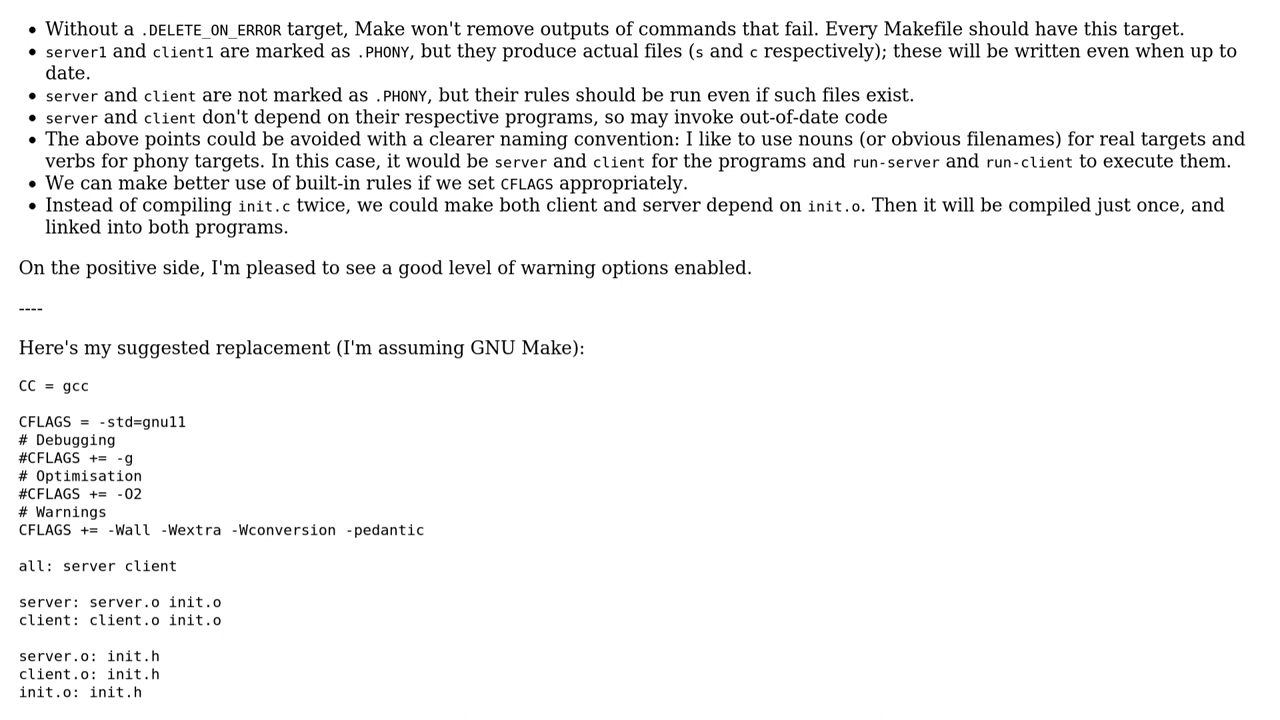 • Without a .DELETE_ON_ERROR target, Make won't remove outputs of commands that fail. Every Makefile should have this target.
• server1 and client1 are marked as .PHONY, but they produce actual files (s and c respectively); these will be written even when up to
date.
• server and client are not marked as .PHONY, but their rules should be run even if such files exist.
• server and client don't depend on their respective programs, so may invoke out-of-date code
• The above points could be avoided with a clearer naming convention: I like to use nouns (or obvious filenames) for real targets and
verbs for phony targets. In this case, it would be server and client for the programs and run-server and run-client to execute them.
• We can make better use of built-in rules if we set CFLAGS appropriately.
• Instead of compiling init.c twice, we could make both client and server depend on init.o. Then it will be compiled just once, and
linked into both programs.
On the positive side, I'm pleased to see a good level of warning options enabled.
----
Here's my suggested replacement (I'm assuming GNU Make):
CC = gcc
CFLAGS = -std=gnu11
# Debugging
#CFLAGS += -g
# Optimisation
#CFLAGS += -O2
# Warnings
CFLAGS += -Wall -Wextra -Wconversion -pedantic
all: server client
server: server.o init.o
client: client.o init.o
server.o: init.h
client.o: init.h
init.o: init.h